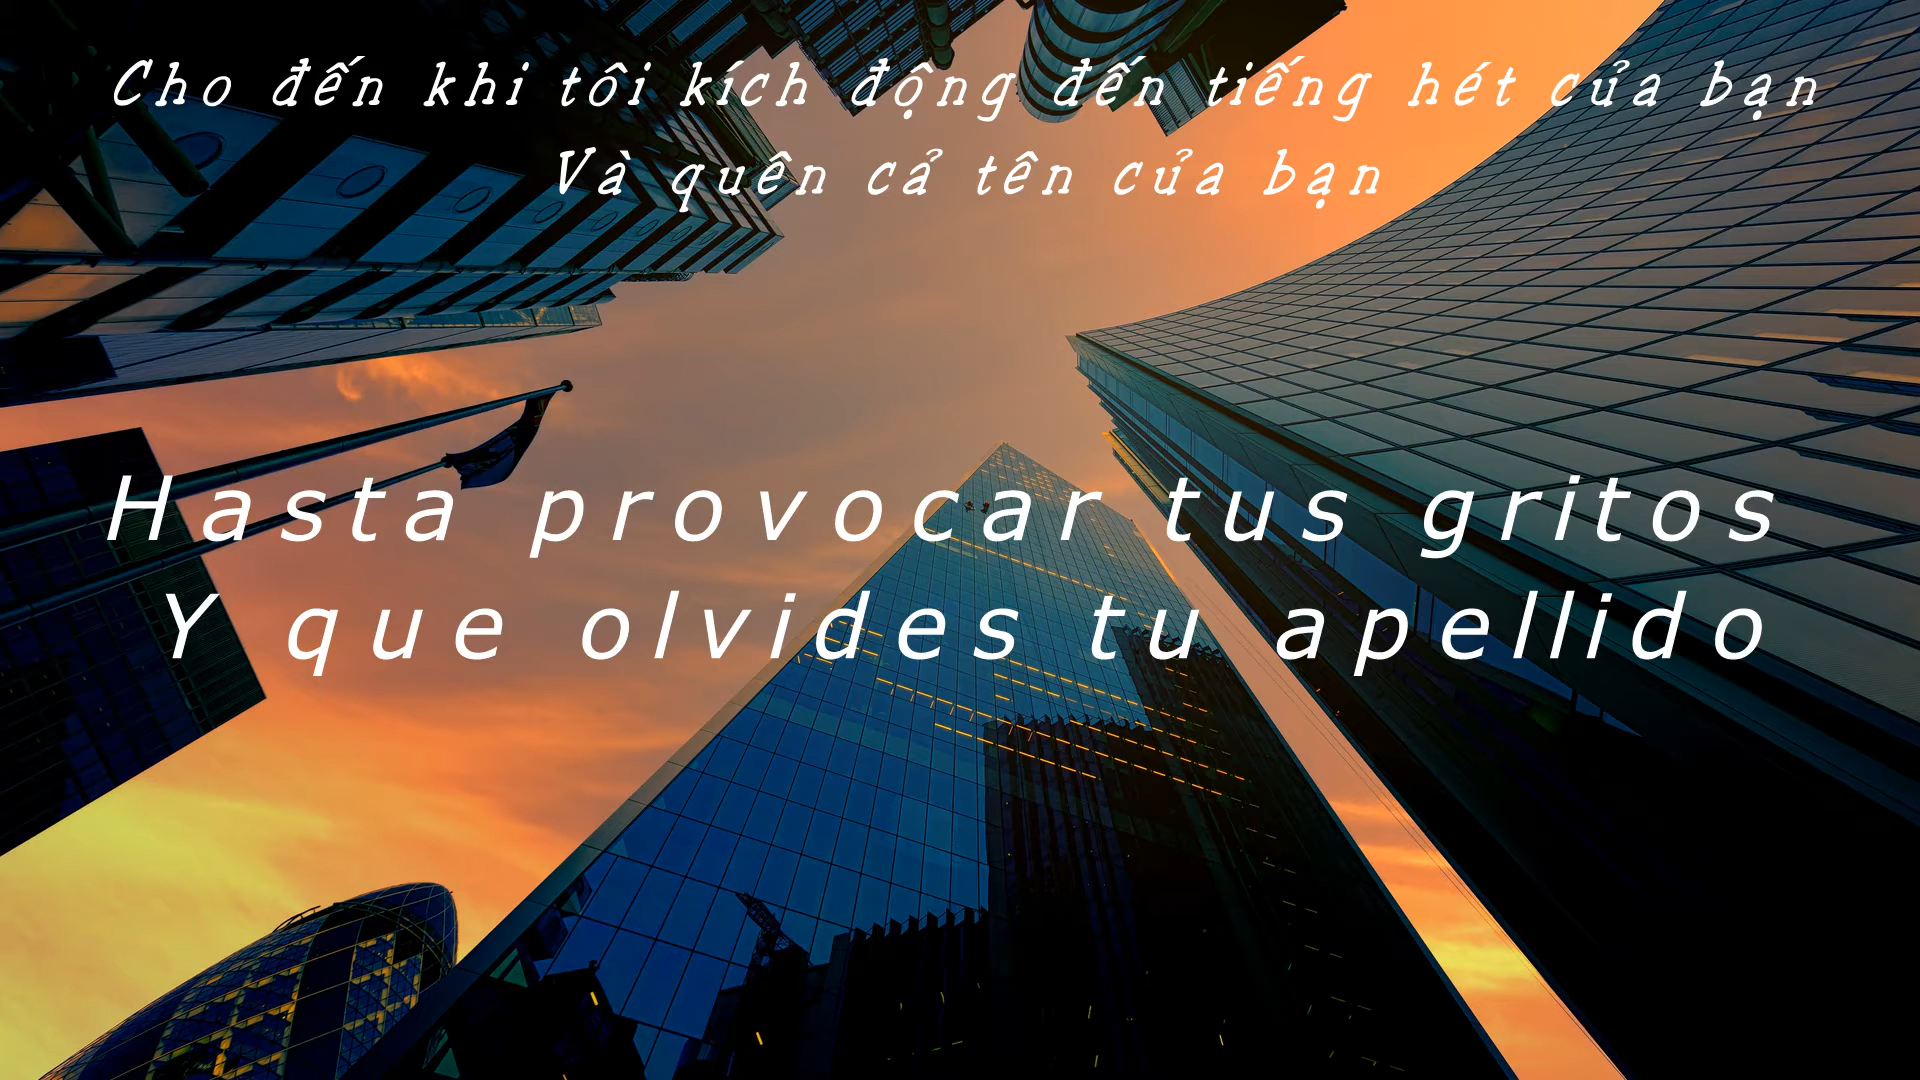 Cho đến khi tôi kích động đến tiếng hét của bạn
Và quên cả tên của bạn
Hasta provocar tus gritos
Y que olvides tu apellido